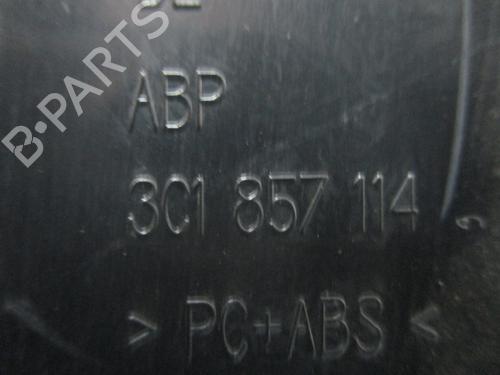 B-PARTS
ABP
3C1 857 114
> PC+ABS <